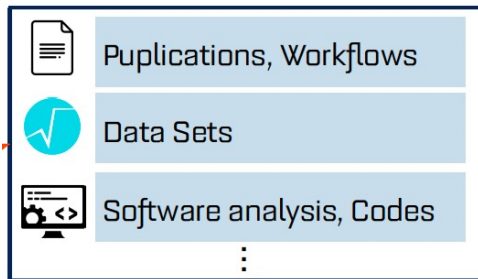 Puplications, Workflows
Data Sets
Software analysis, Codes
⋮